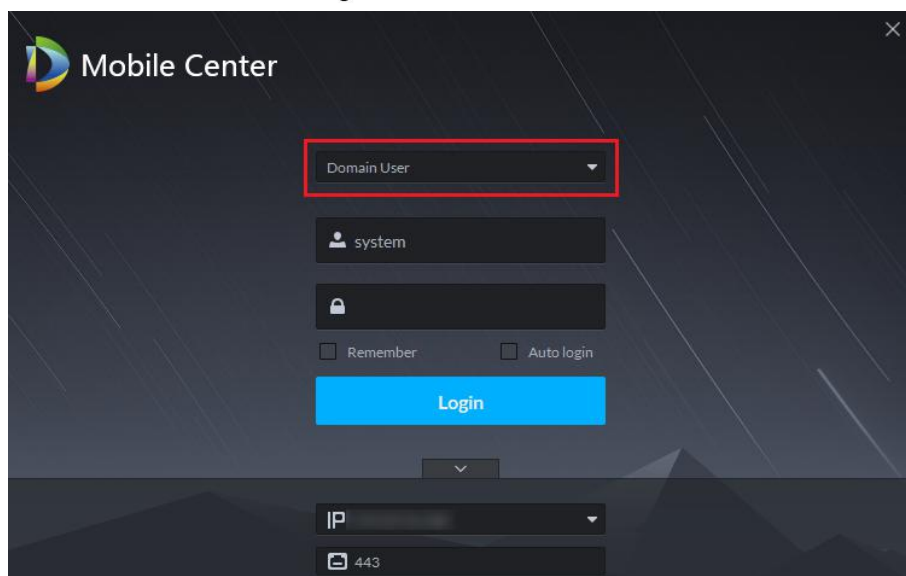 Mobile Center
Domain User
system
Remember Auto login
Login
IP
443